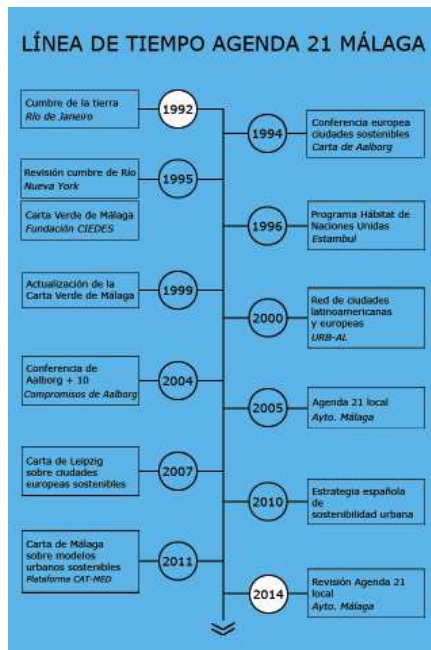 LÍNEA DE TIEMPO AGENDA 21 MÁLAGA
Cumbre de la tierra
Río de Janeiro
1992
1994
Conferencia europea
ciudades sostenibles
Carta de Aalborg
Revisión cumbre de Río
Nueva York
1995
Carta Verde de Málaga
Fundación CIEDES
1996
Programa Hábitat de
Naciones Unidas
Estambul
Actualización de la
Carta Verde de Málaga
1999
2000
Red de ciudades
latinoamericanas
y europeas
URB-AL
Conferencia de
Aalborg + 10
Compromisos de Aalborg
2004
2005
Agenda 21 local
Ayto. Málaga
Carta de Leipzig
sobre ciudades
europeas sostenibles
2007
2010
Estrategia española
de
sostenibilidad urbana
Carta de Málaga
sobre modelos
urbanos sostenibles
Plataforma CAT-MED
2011
2014
Revisión Agenda 21
local
Ayto. Málaga